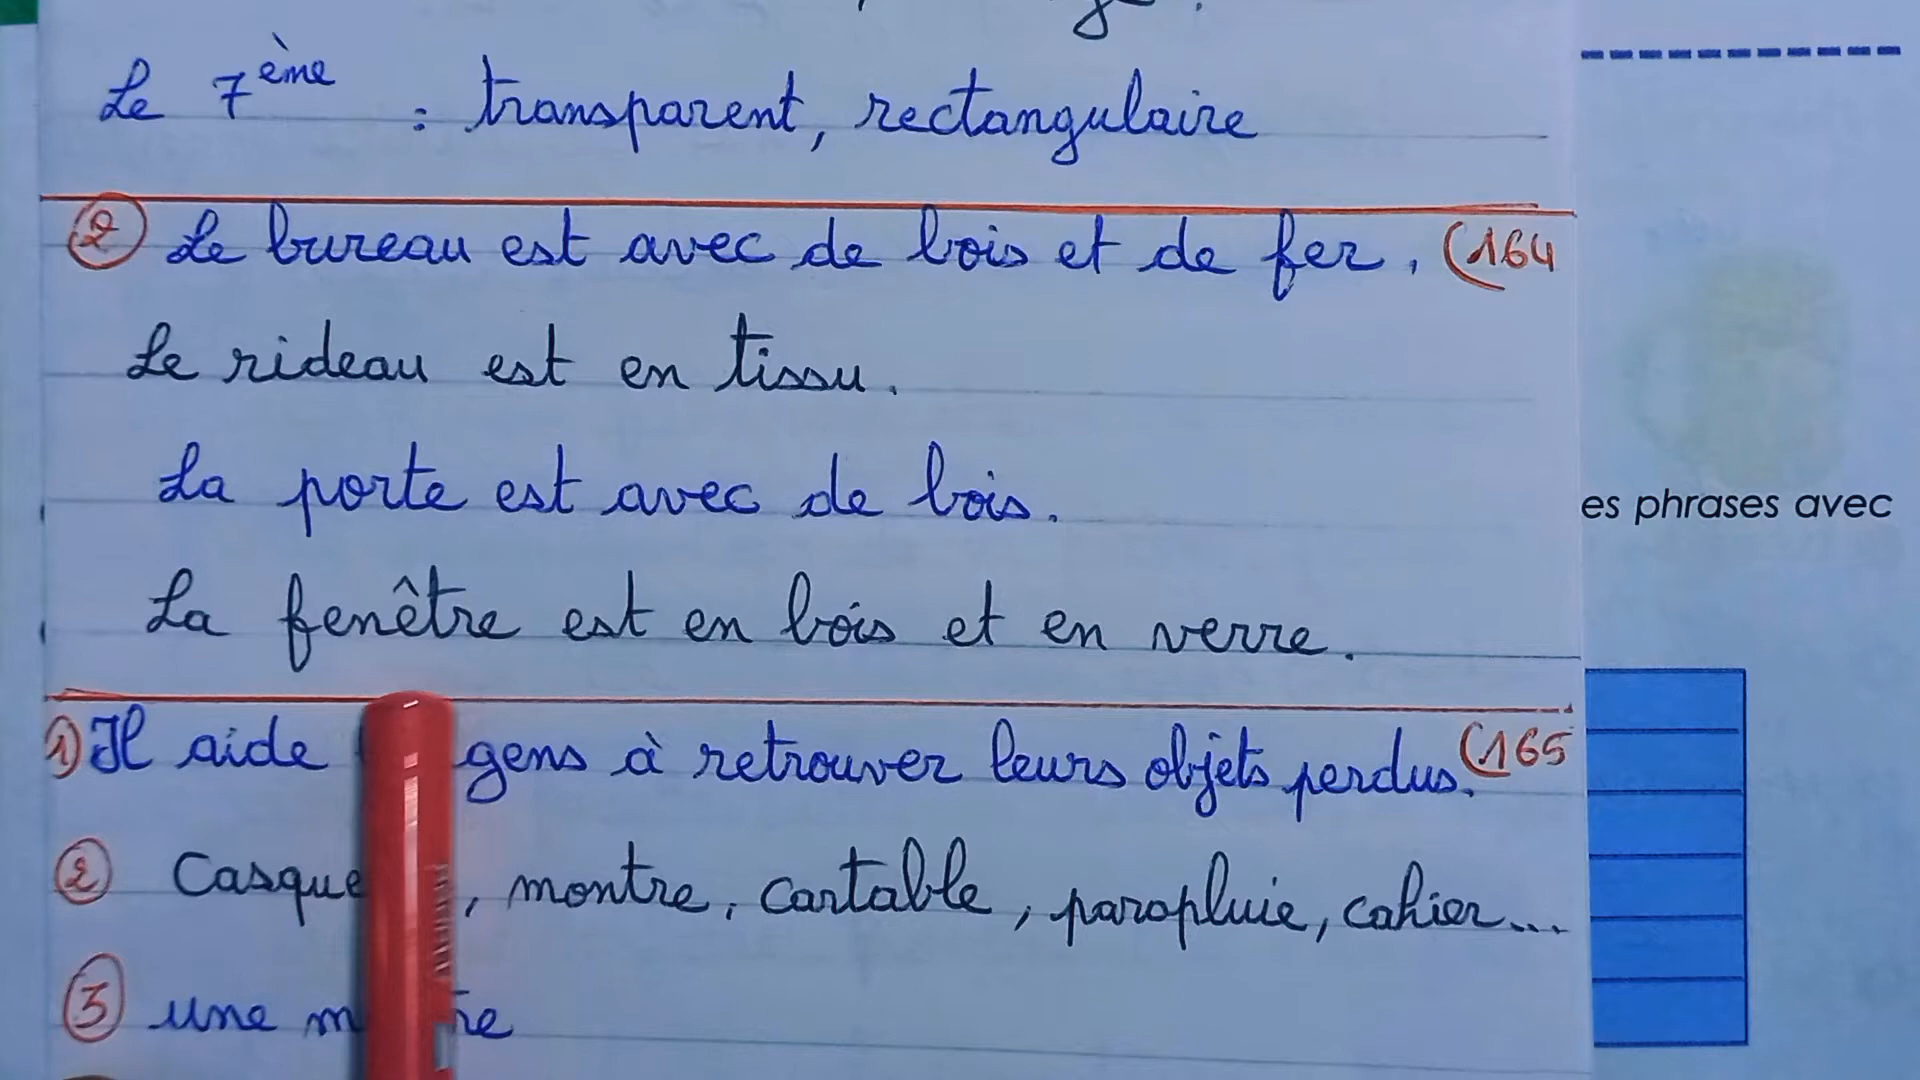 Le 7ème : transparent, rectangulaire
② Le bureau est avec de bois et de fer. (164
Le rideau est en tissu.
La porte est avec de bois.
es phrases avec
La fenêtre est en bois et en verre.
1) Il aide gens à retrouver leurs objets perdus. (165
② Casque , montre, cartable, parapluie, cahier...
③ une m re